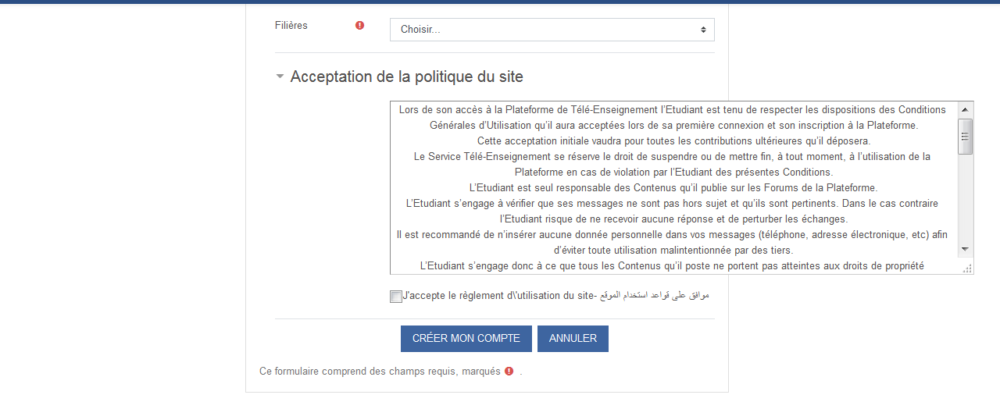 Filières
Choisir...
Acceptation de la politique du site
Lors de son accès à la Plateforme de Télé-Enseignement l’Etudiant est tenu de respecter les dispositions des Conditions
Générales d’Utilisation qu’il aura acceptées lors de sa première connexion et son inscription à la Plateforme.
Cette acceptation initiale vaudra pour toutes les contributions ultérieures qu’il déposera.
Le Service Télé-Enseignement se réserve le droit de suspendre ou de mettre fin, à tout moment, à l’utilisation de la
Plateforme en cas de violation par l’Etudiant des présentes Conditions.
L’Etudiant est seul responsable des Contenus qu’il publie sur les Forums de la Plateforme.
L’Etudiant s’engage à vérifier que ses messages ne sont pas hors sujet et qu’ils sont pertinents. Dans le cas contraire
l’Etudiant risque de ne recevoir aucune réponse et de perturber les échanges.
Il est recommandé de n’insérer aucune donnée personnelle dans vos messages (téléphone, adresse électronique, etc) afin
d’éviter toute utilisation malintentionnée par des tiers.
L’Etudiant s’engage donc à ce que tous les Contenus qu’il poste ne portent pas atteintes aux droits de propriété
J'accepte le règlement d\'utilisation du site- موافق على قواعد استخدام الموقع
CRÉER MON COMPTE ANNULER
Ce formulaire comprend des champs requis, marqués .